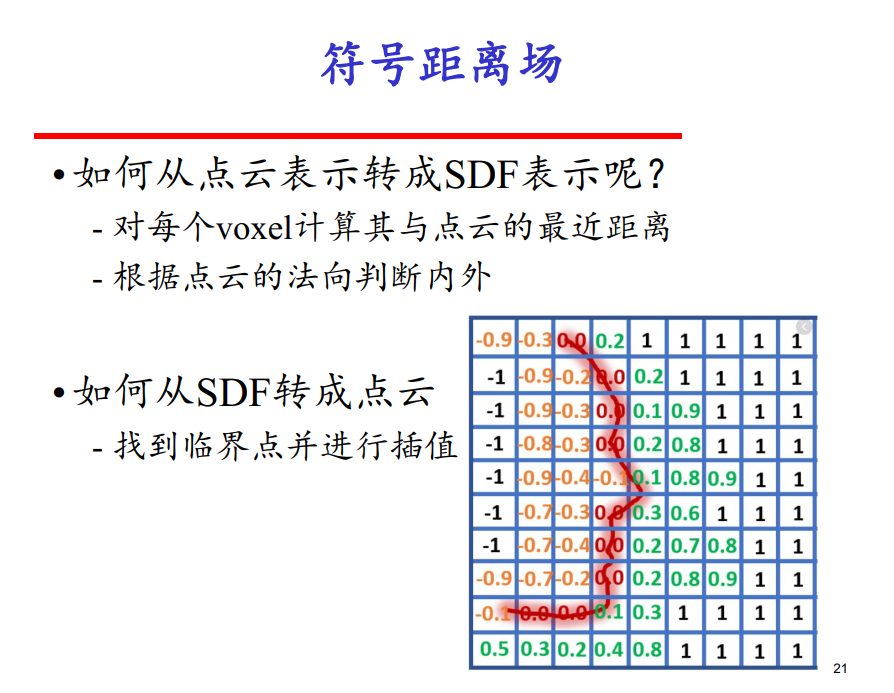 符号距离场
•如何从点云表示转成SDF表示呢？
- 对每个voxel计算其与点云的最近距离
- 根据点云的法向判断内外
•如何从SDF转成点云
- 找到临界点并进行插值
-0.9 -0.3 0.0 0.2 1 1 1 1 1
-1 -0.9 -0.2 0.0 0.2 1 1 1 1
-1 -0.9 -0.3 0.0 0.1 0.9 1 1 1
-1 -0.8 -0.3 0.0 0.2 0.8 1 1 1
-1 -0.9 -0.4 -0.1 0.1 0.8 0.9 1 1
-1 -0.7 -0.3 0.0 0.3 0.6 1 1 1
-1 -0.7 -0.4 0.0 0.2 0.7 0.8 1 1
-0.9 -0.7 -0.2 0.0 0.2 0.8 0.9 1 1
-0.1 0.0 0.0 0.1 0.3 1 1 1 1
0.5 0.3 0.2 0.4 0.8 1 1 1 1
21